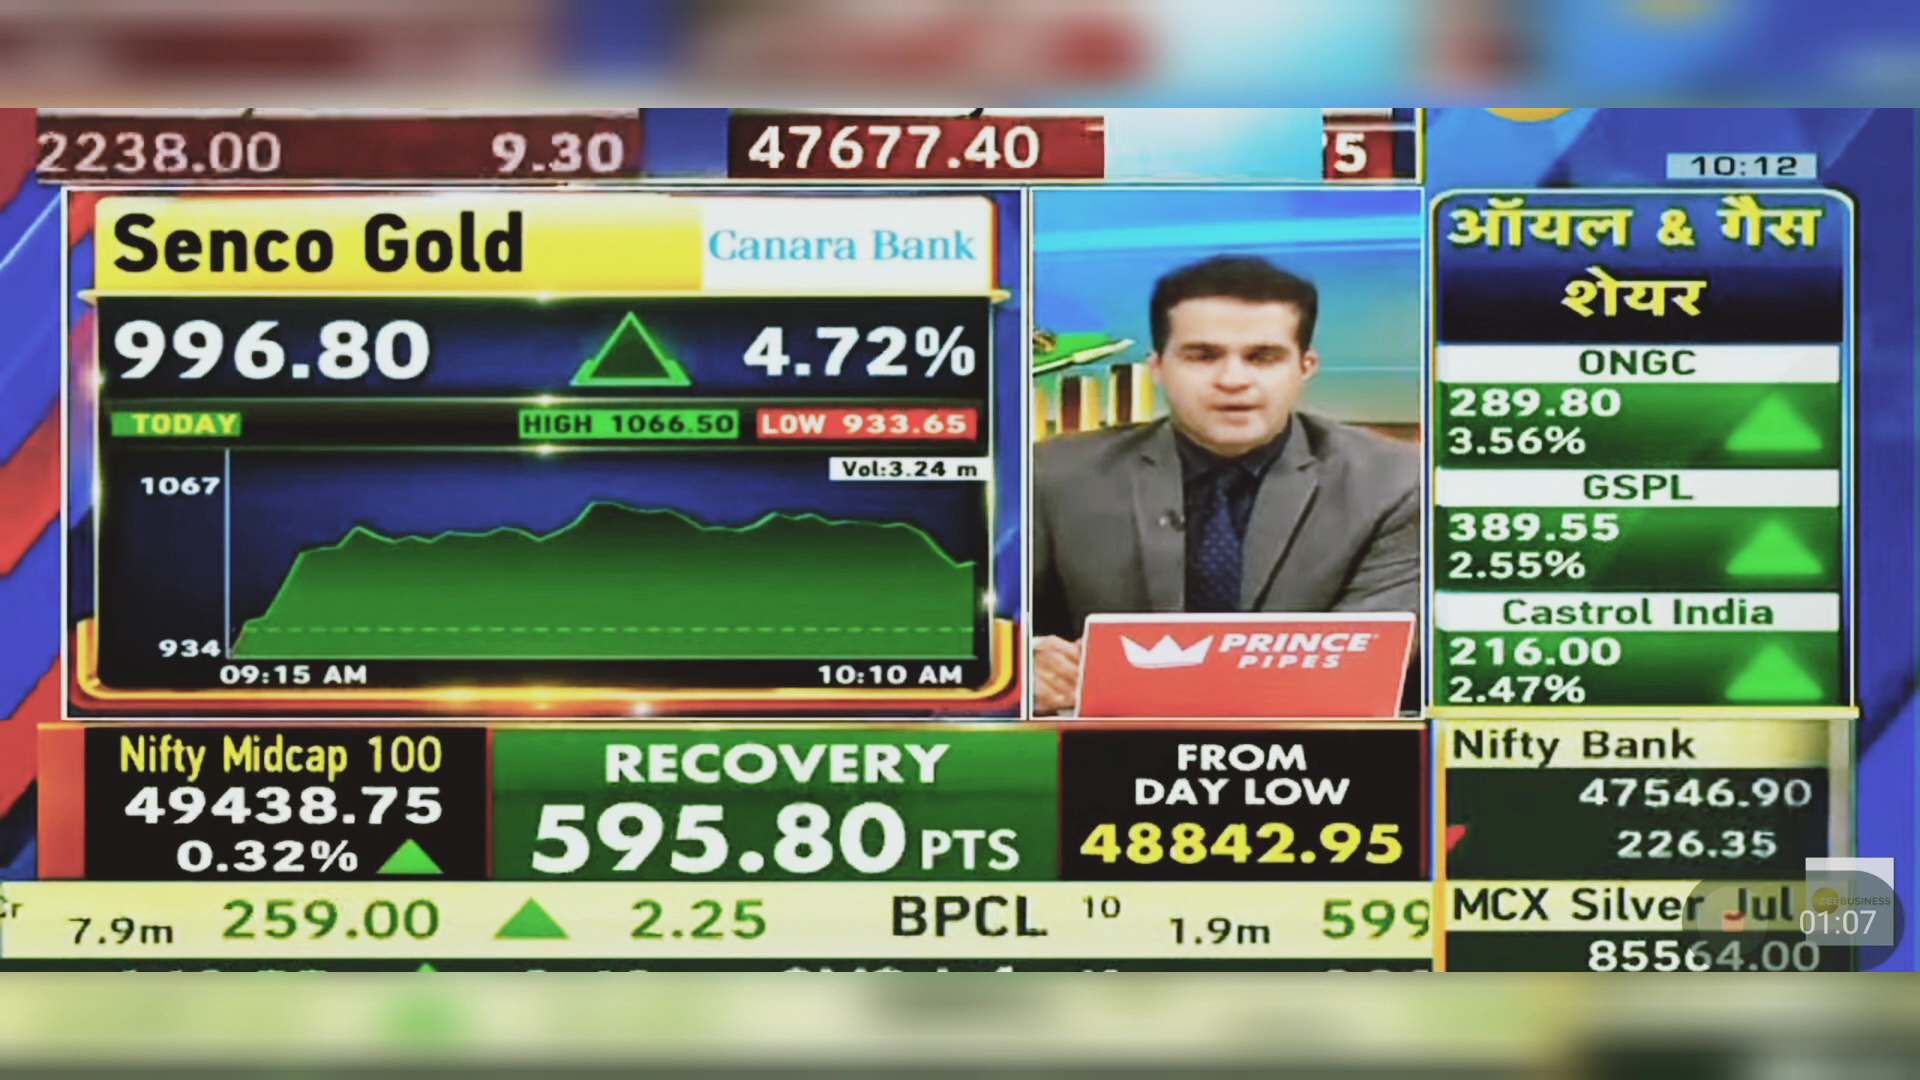 2238.00 9.30 47677.40
10:12
Senco Gold Canara Bank
996.80 4.72%
TODAY HIGH 1066.50 LOW 933.65
Vol:3.24 m
1067
934
09:15 AM 10:10 AM
PRINCE
PIPES
ऑयल & गैस
शेयर
ONGC
289.80
3.56%
GSPL
389.55
2.55%
Castrol India
216.00
2.47%
Nifty Midcap 100
49438.75
0.32%
RECOVERY
595.80 PTS
FROM
DAY LOW
48842.95
Nifty Bank
47546.90
226.35
7.9m 259.00 2.25 BPCL 10 1.9m 599
MCX Silver Jul
85564.00
ZEEBUSINESS
01:07